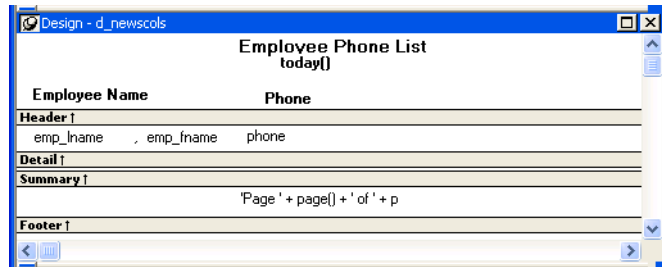 Design - d_newscols
Employee Phone List
today()
Employee Name Phone
Header ↑
emp_lname , emp_fname phone
Detail ↑
Summary ↑
'Page ' + page() + ' of ' + p
Footer ↑